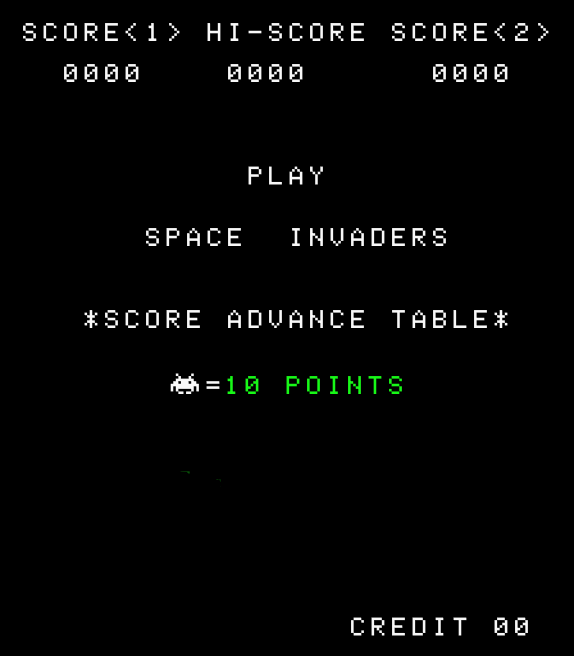 SCORE<1> HI-SCORE SCORE<2>
0000 0000 0000
PLAY
SPACE INVADERS
*SCORE ADVANCE TABLE*
=10 POINTS
CREDIT 00